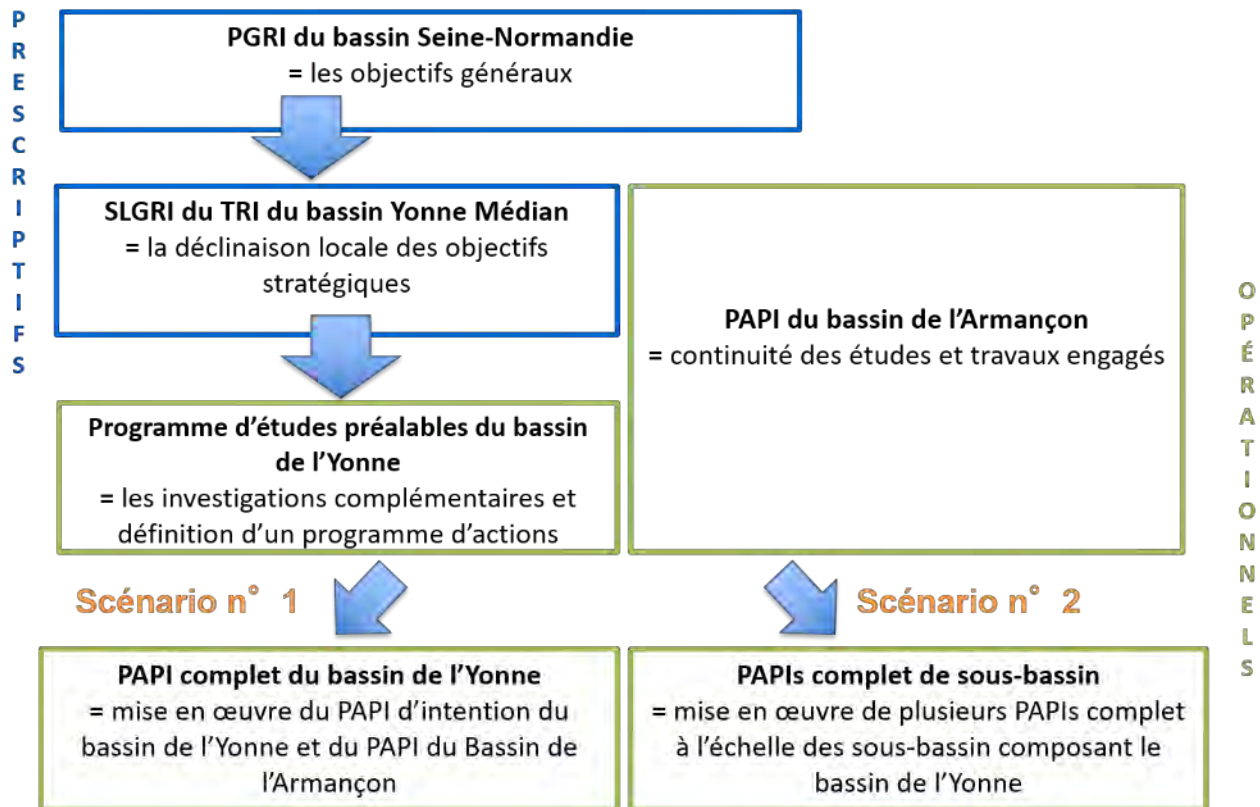 PRESCRIPTIFS
PGRI du bassin Seine-Normandie
= les objectifs généraux
SLGRI du TRI du bassin Yonne Médian
= la déclinaison locale des objectifs
stratégiques
PAPI du bassin de l'Armançon
= continuité des études et travaux engagés
Programme d'études préalables du bassin
de l'Yonne
= les investigations complémentaires et
définition d'un programme d'actions
OPÉRATIONNELS
Scénario n° 1
Scénario n° 2
PAPI complet du bassin de l'Yonne
= mise en œuvre du PAPI d'intention du
bassin de l'Yonne et du PAPI du Bassin de
l'Armançon
PAPIs complet de sous-bassin
= mise en œuvre de plusieurs PAPIs complet
à l'échelle des sous-bassin composant le
bassin de l'Yonne